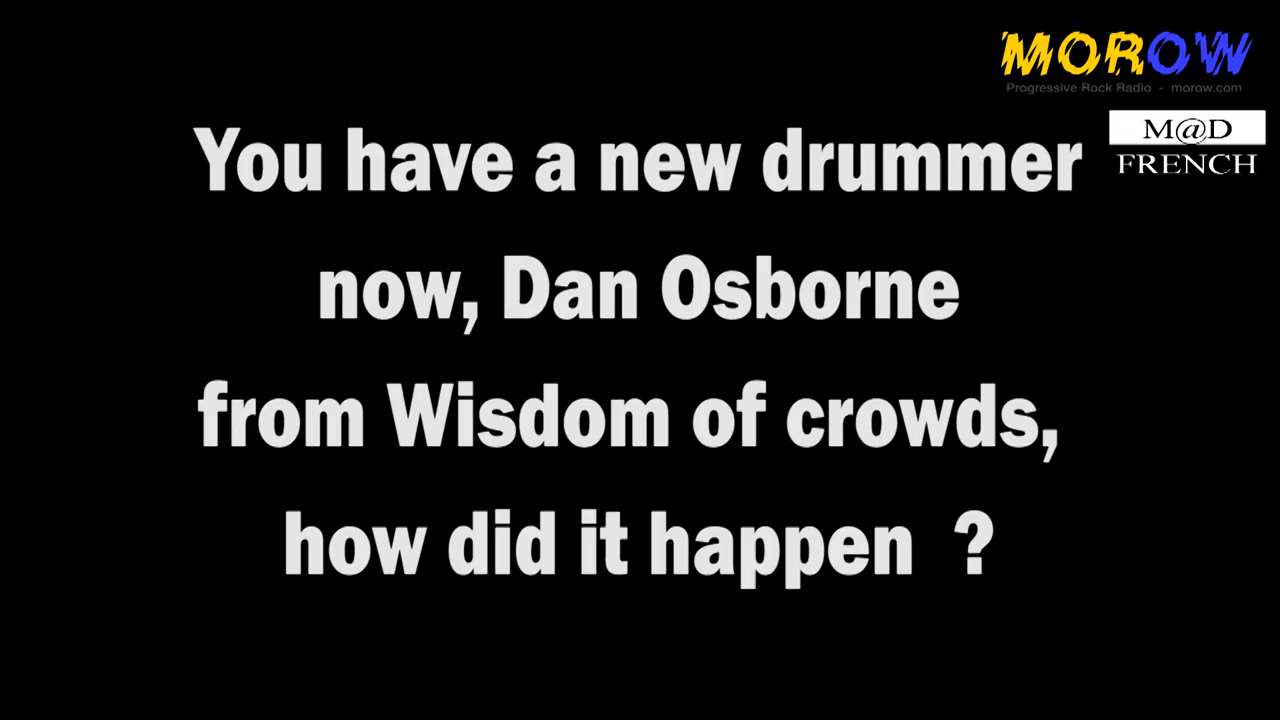 MOROW
Progressive Rock Radio - morow.com
M@D
FRENCH
You have a new drummer
now, Dan Osborne
from Wisdom of crowds,
how did it happen ?